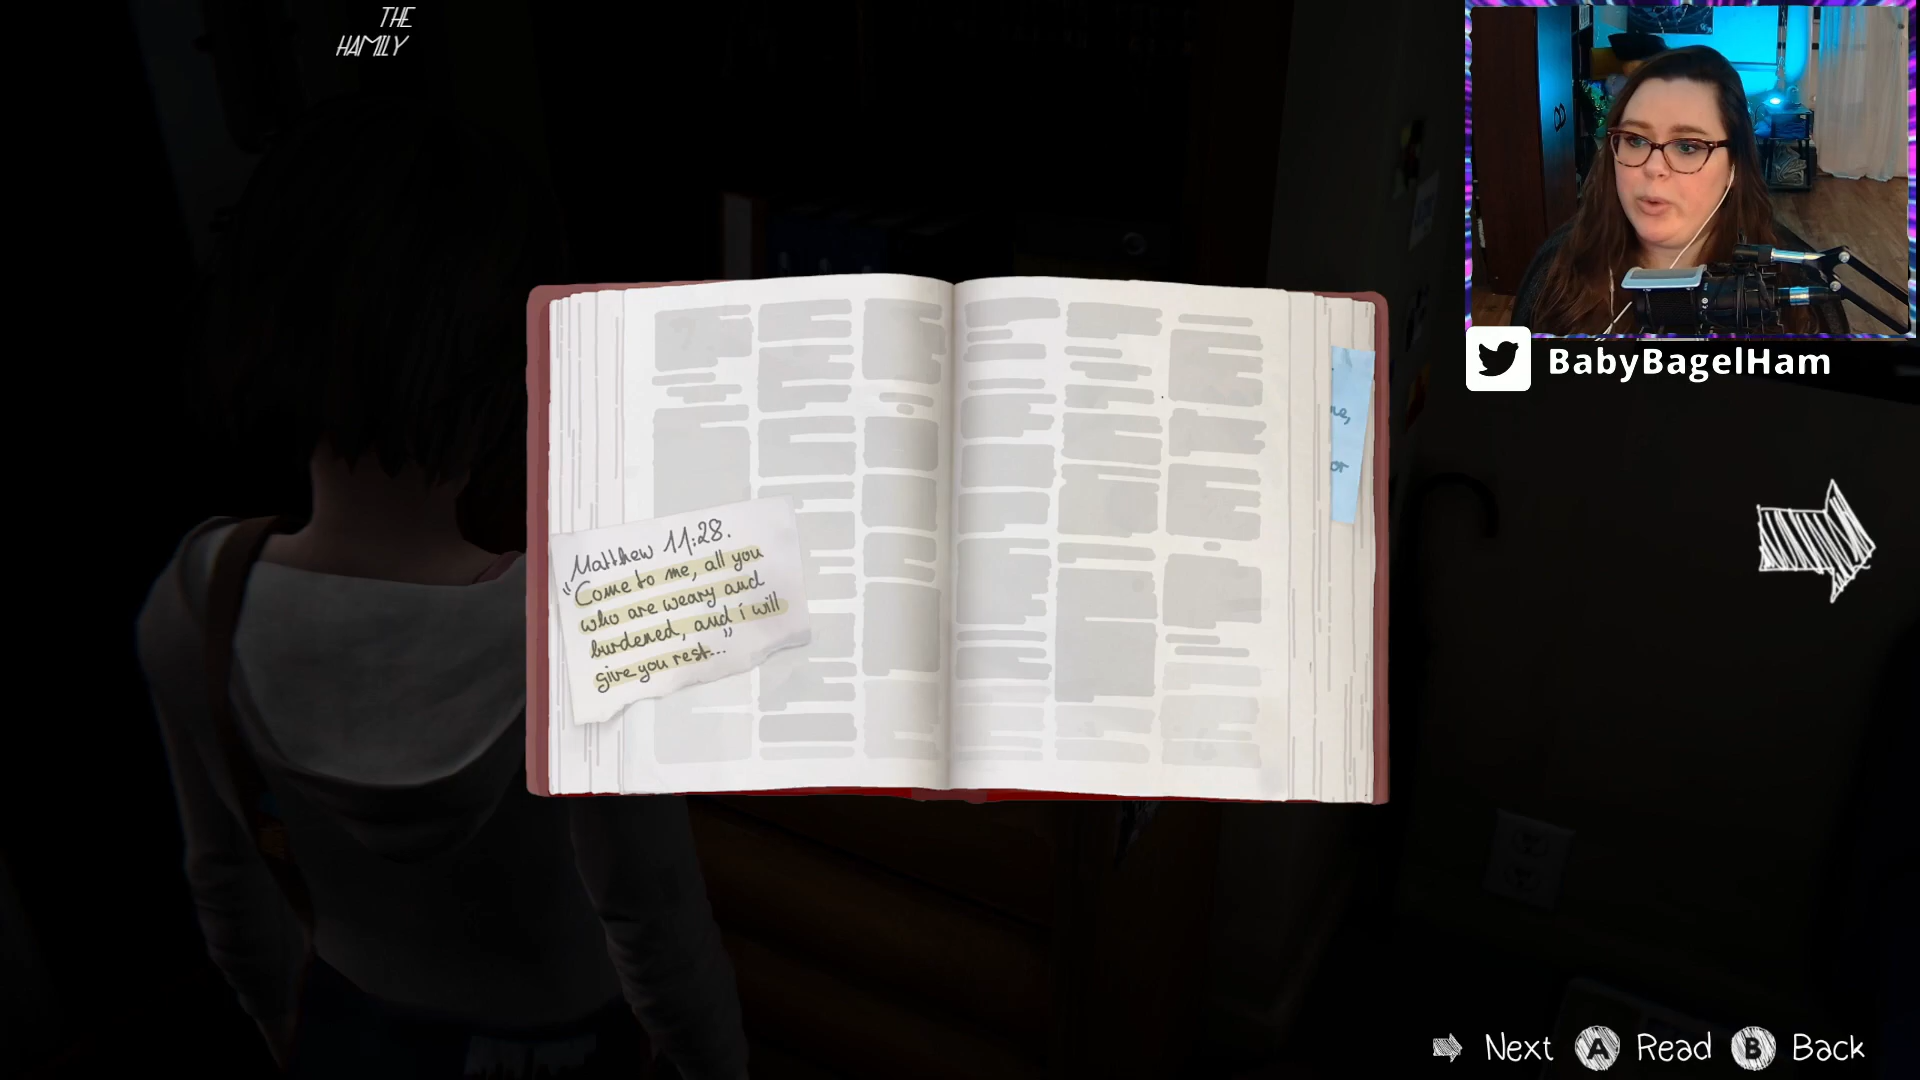 THE
HAMILY
BabyBagelHam
Matthew 11:28.
"Come to me, all you
who are weary and
burdened, and i will
give you rest..."
or
Next A Read B Back